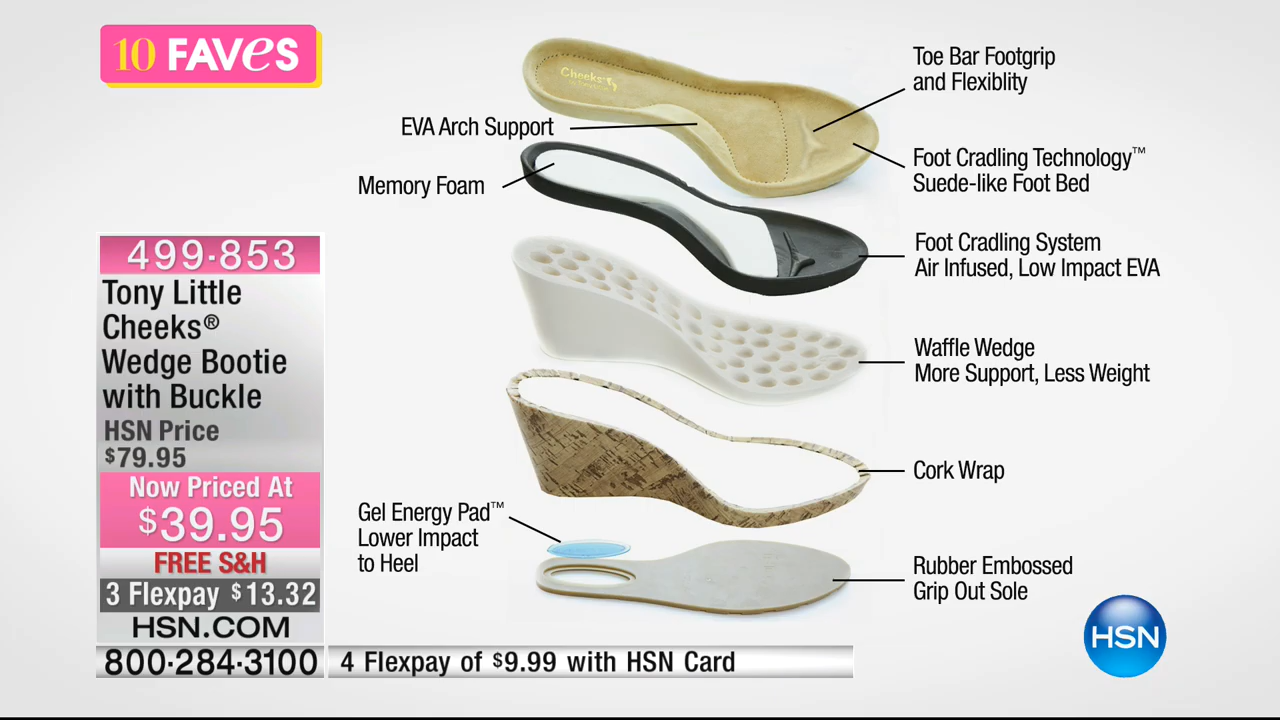 10 FAVES
Cheeks
EVA Arch Support
Memory Foam
Toe Bar Footgrip
and Flexiblity
Foot Cradling Technology™
Suede-like Foot Bed
Foot Cradling System
Air Infused, Low Impact EVA
Waffle Wedge
More Support, Less Weight
Cork Wrap
Gel Energy Pad™
Lower Impact
to Heel
Rubber Embossed
Grip Out Sole
499·853
Tony Little
Cheeks®
Wedge Bootie
with Buckle
HSN Price
$79.95
Now Priced At
$39.95
FREE S&H
3 Flexpay $13.32
HSN.COM
800·284·3100
4 Flexpay of $9.99 with HSN Card
HSN